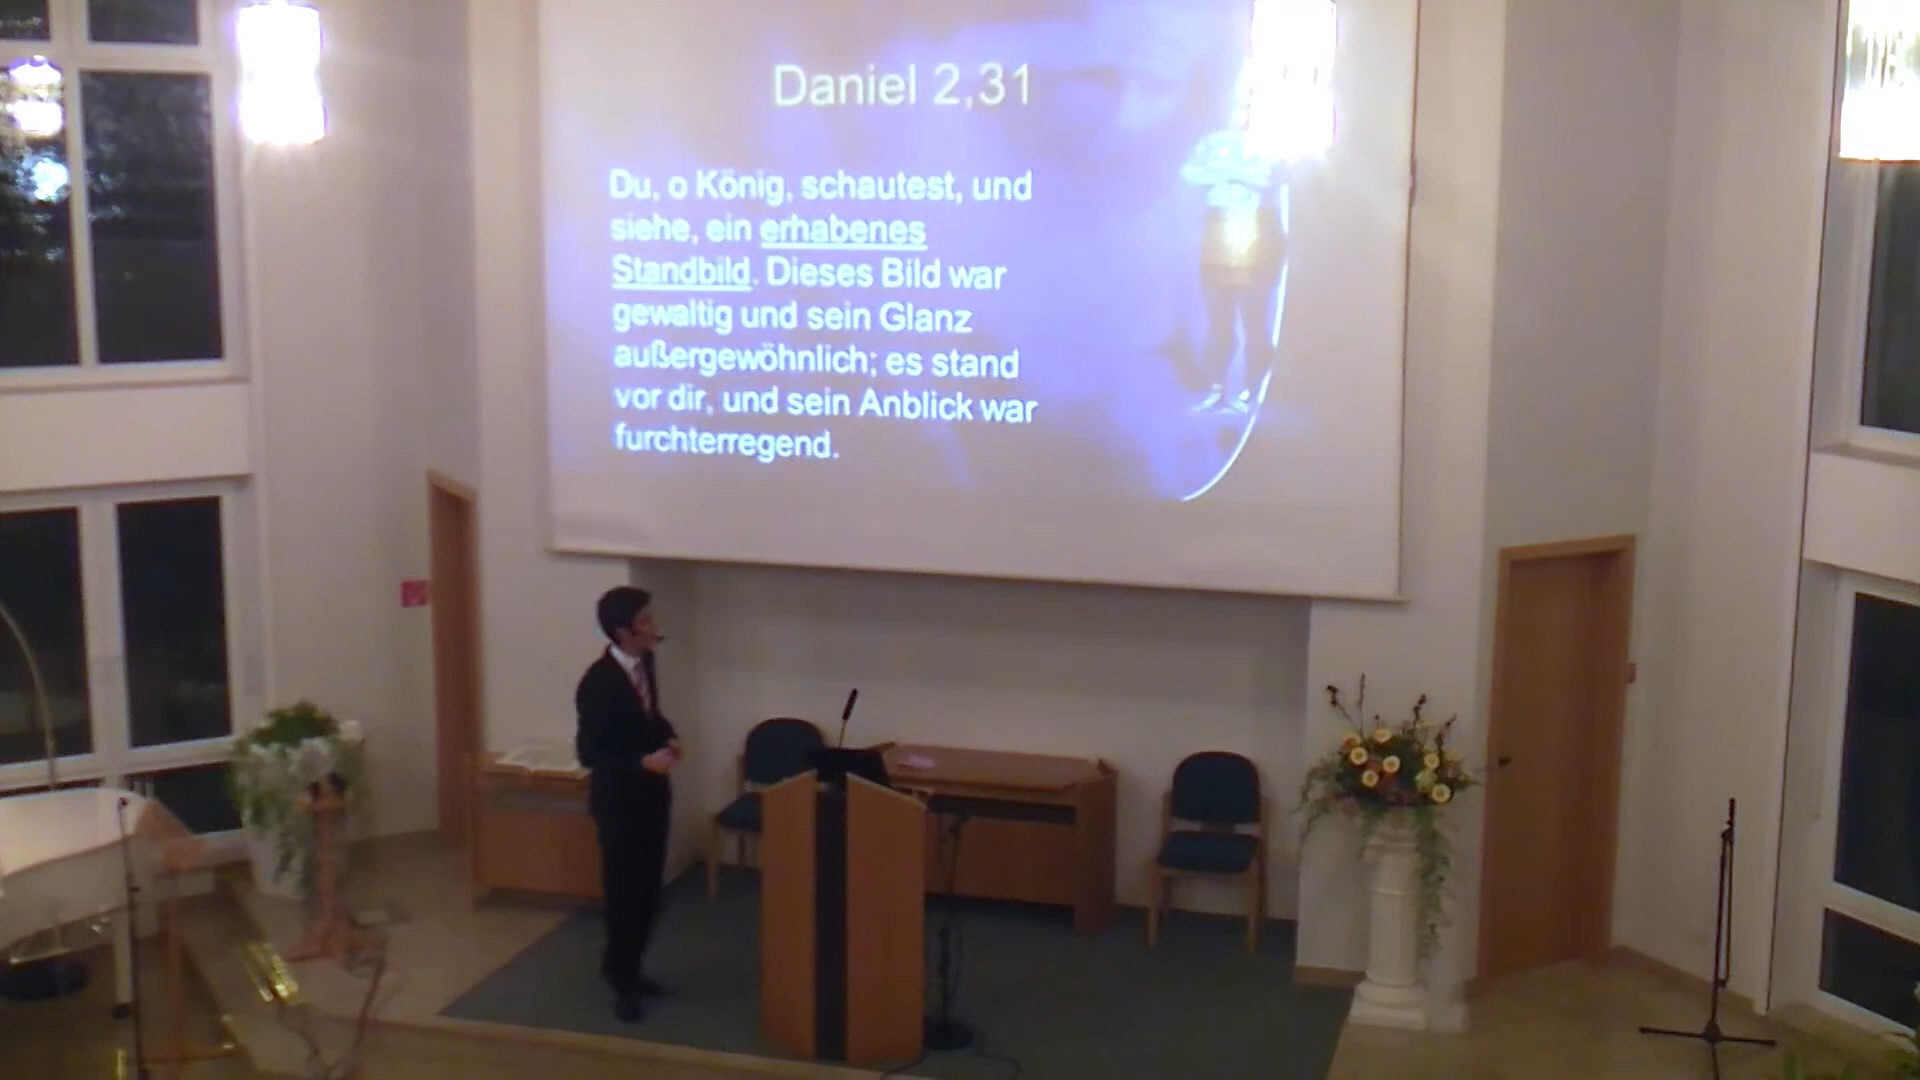 Daniel 2,31
Du, o König, schautest, und
siehe, ein erhabenes
Standbild. Dieses Bild war
gewaltig und sein Glanz
außergewöhnlich; es stand
vor dir, und sein Anblick war
furchterregend.